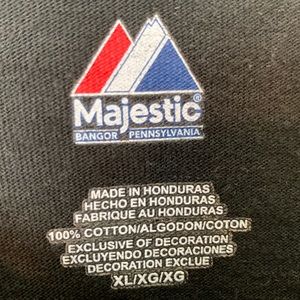 Majestic®
BANGOR PENNSYLVANIA
MADE IN HONDURAS
HECHO EN HONDURAS
FABRIQUE AU HONDURAS
100% COTTON/ALGODON/COTON
EXCLUSIVE OF DECORATION
EXCLUYENDO DECORACIONES
DECORATION EXCLUE
XL/XG/XG